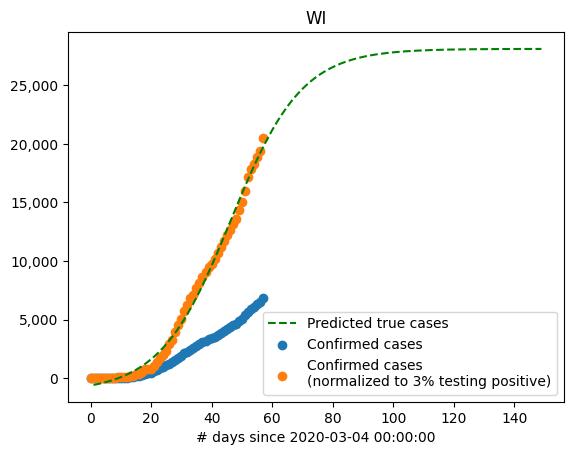 WI
25,000
20,000
15,000
10,000
5,000
0
Predicted true cases
Confirmed cases
Confirmed cases
(normalized to 3% testing positive)
0 20 40 60 80 100 120 140
# days since 2020-03-04 00:00:00